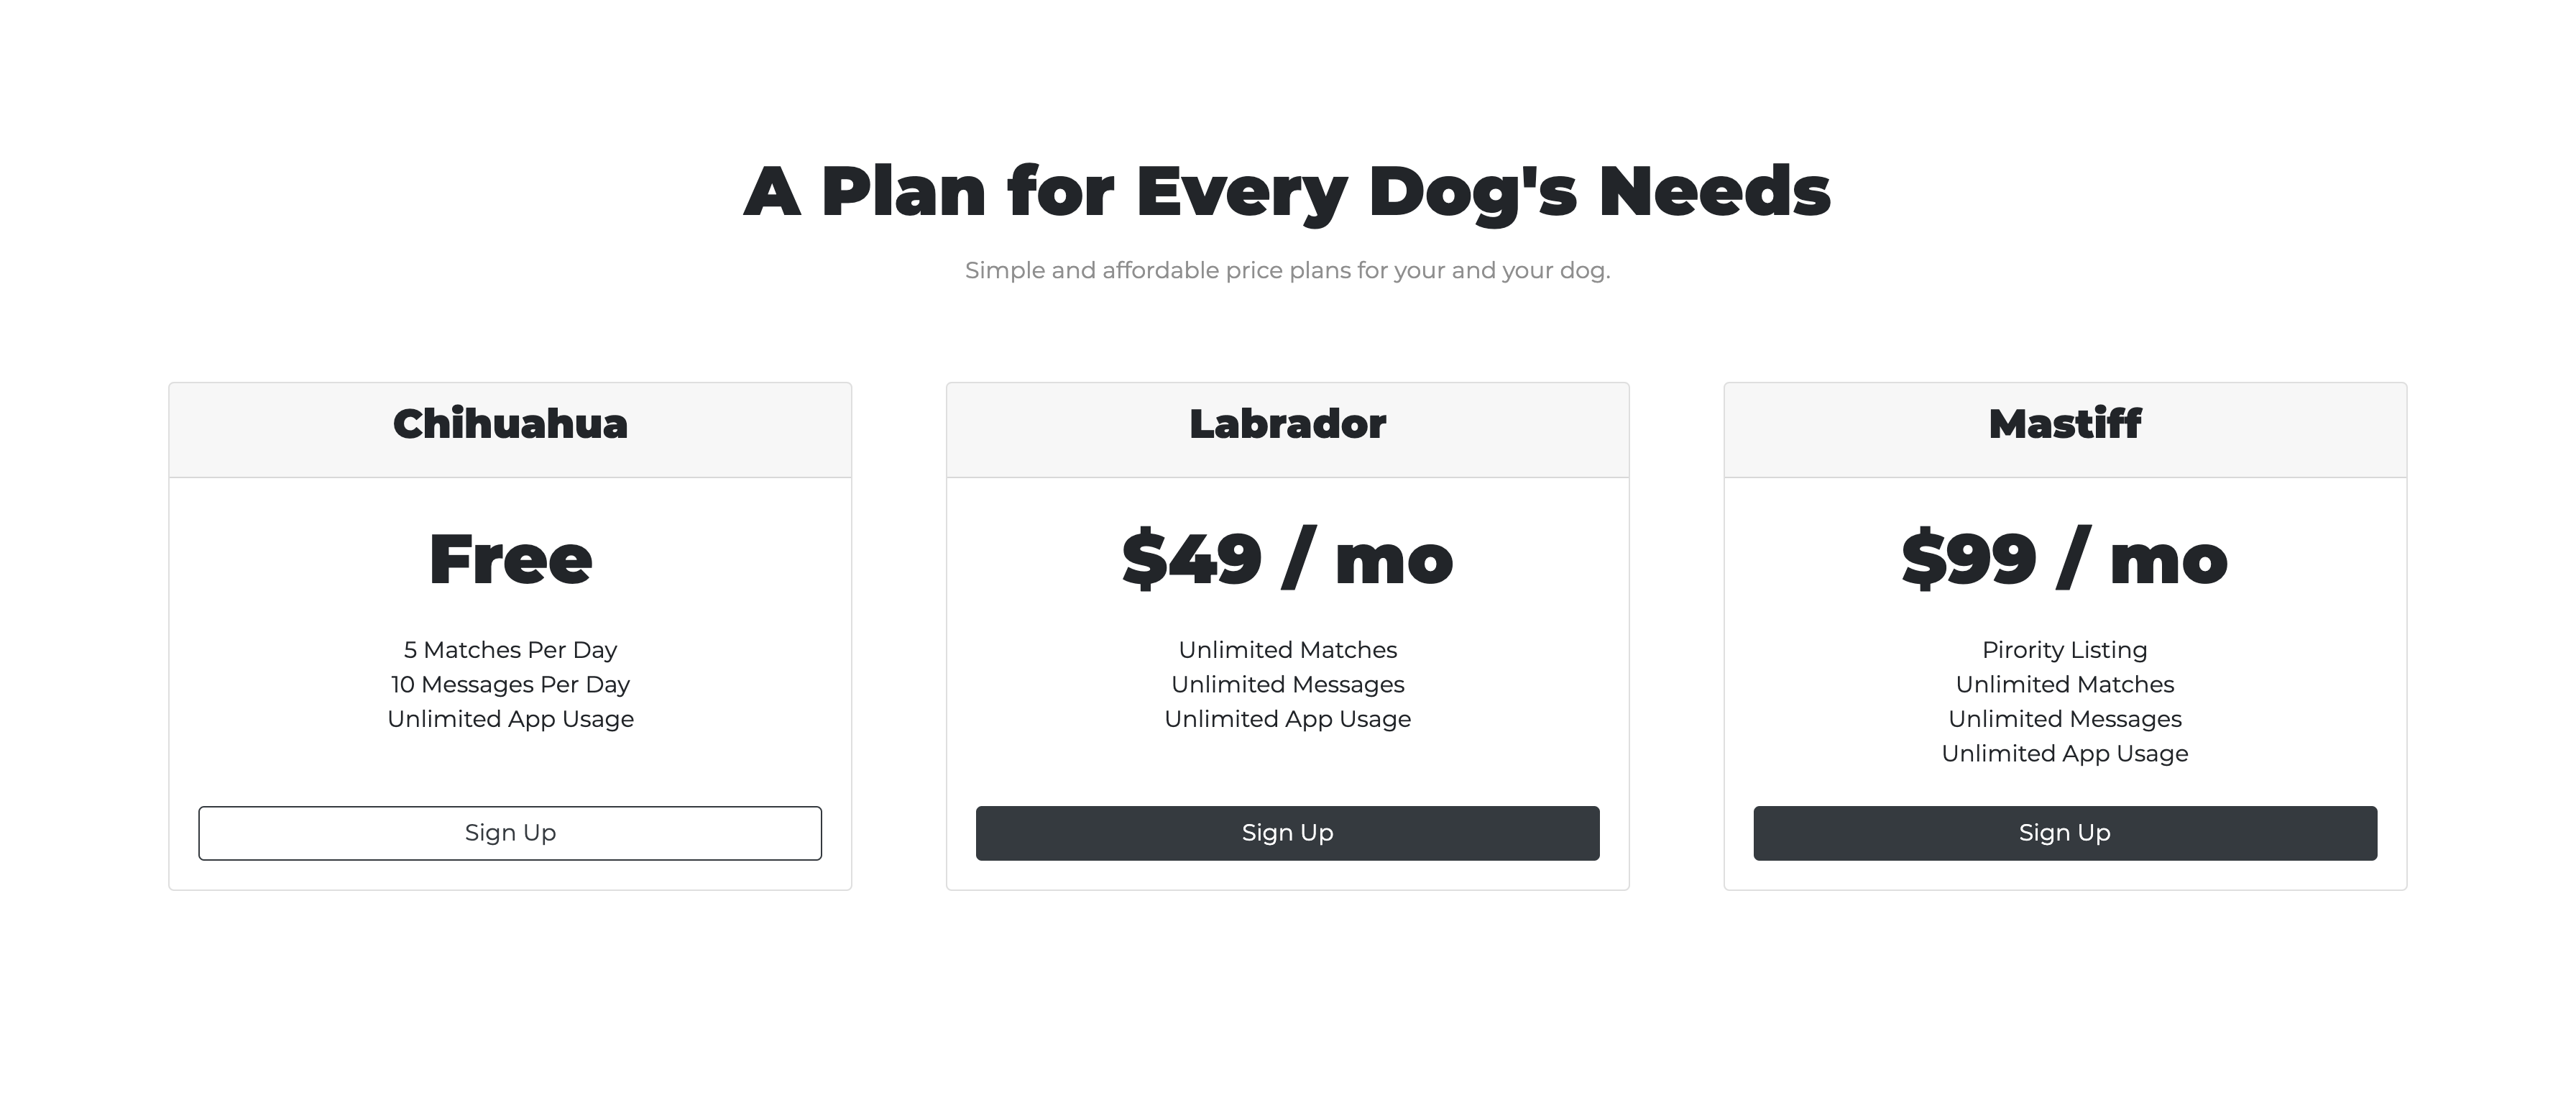 A Plan for Every Dog's Needs
Simple and affordable price plans for your and your dog.
Chihuahua
Free
5 Matches Per Day
10 Messages Per Day
Unlimited App Usage
Sign Up
Labrador
$49 / mo
Unlimited Matches
Unlimited Messages
Unlimited App Usage
Sign Up
Mastiff
$99 / mo
Pirority Listing
Unlimited Matches
Unlimited Messages
Unlimited App Usage
Sign Up